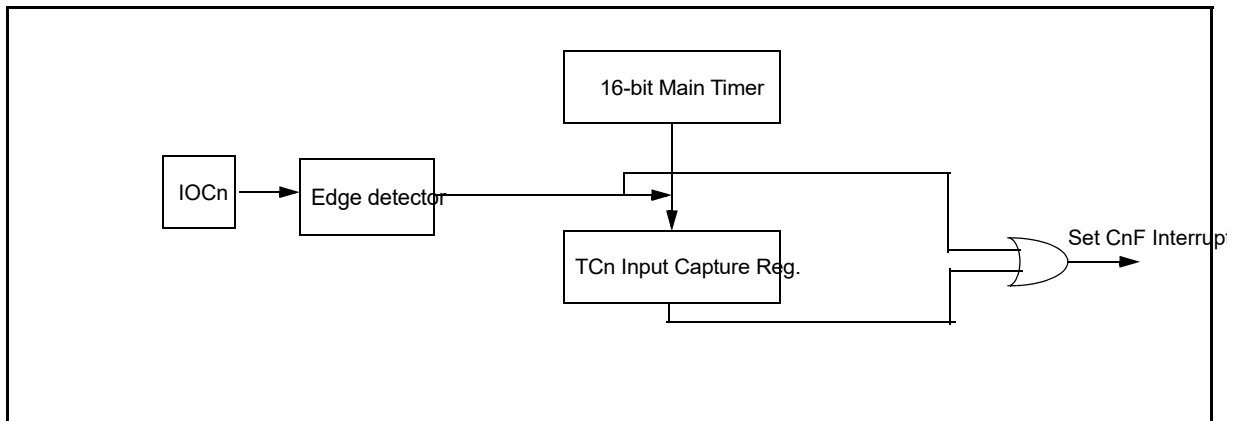 16-bit Main Timer
IOCn
Edge detector
TCn Input Capture Reg.
Set CnF Interrupt